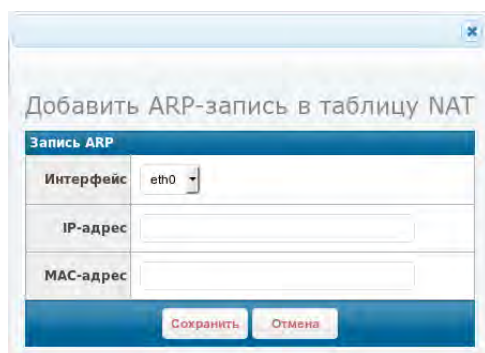 Добавить ARP-запись в таблицу NAT
Запись ARP
Интерфейс eth0
IP-адрес
MAC-адрес
Сохранить Отмена